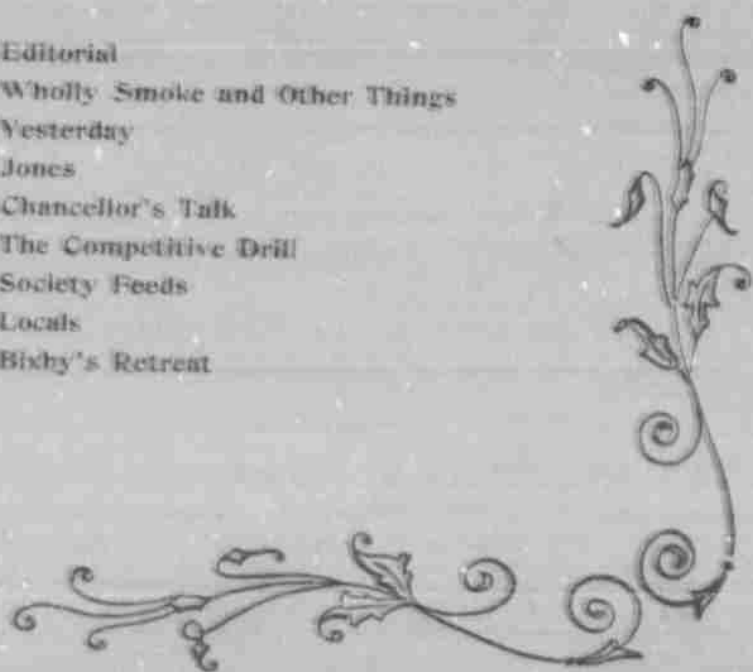 Editorial
Wholly Smoke and Other Things
Yesterday
Jones
Chancellor's Talk
The Competitive Drill
Society Feeds
Locals
Bixby's Retreat